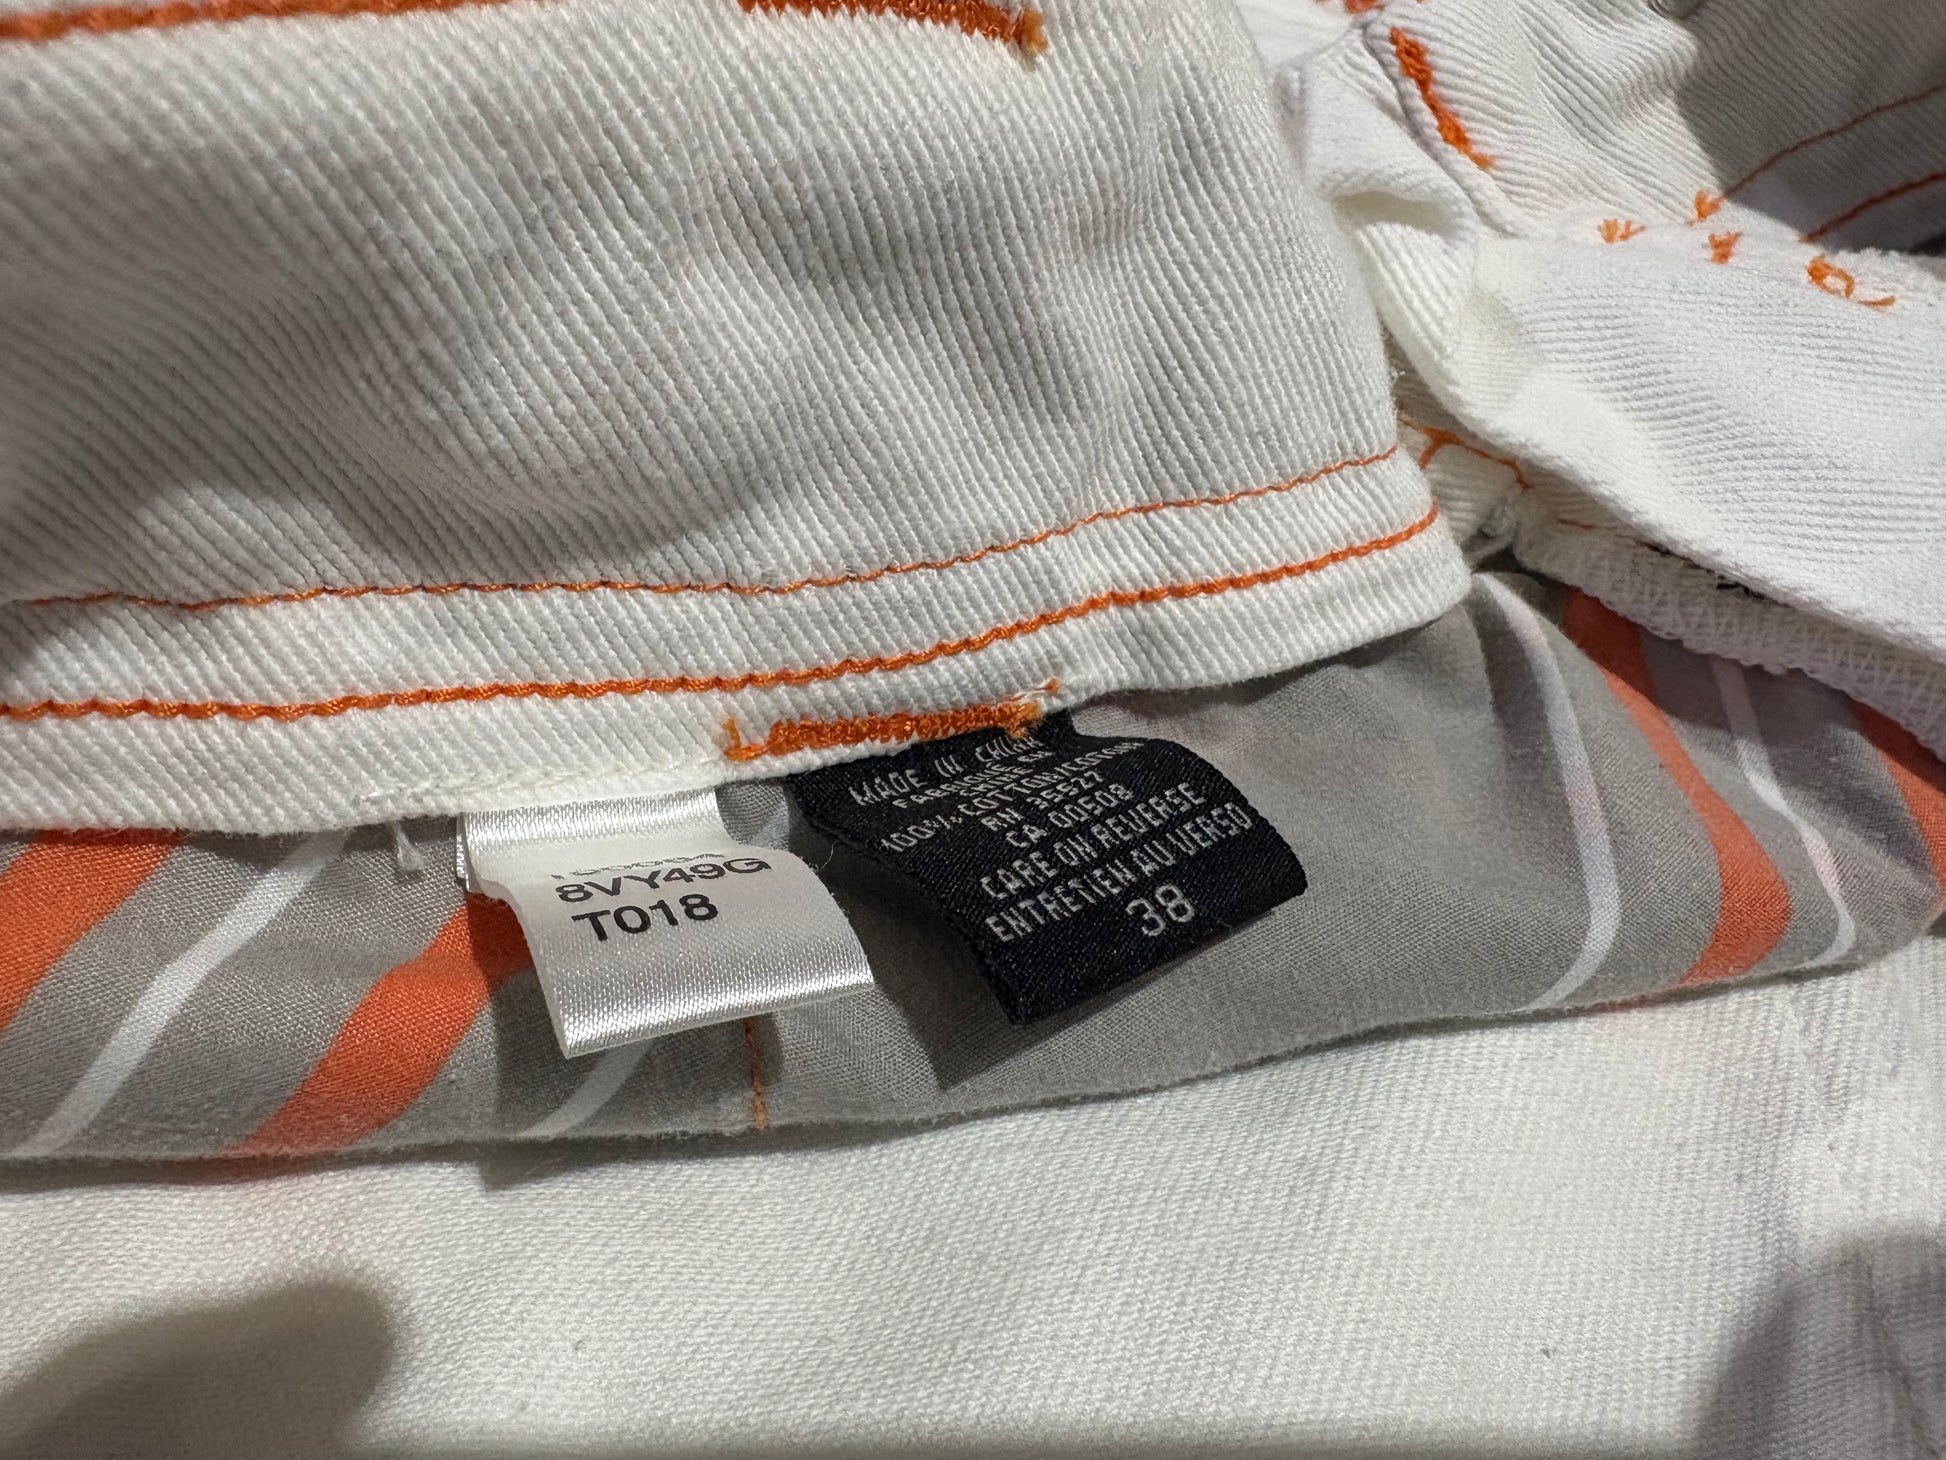 8VY49G
T018
MADE IN CHINA
FABRIQUÉ EN
CHINE
100% COTTON/COTON
RN 35527
CA 00608
CARE ON REVERSE
ENTRETIEN AU VERSO
38